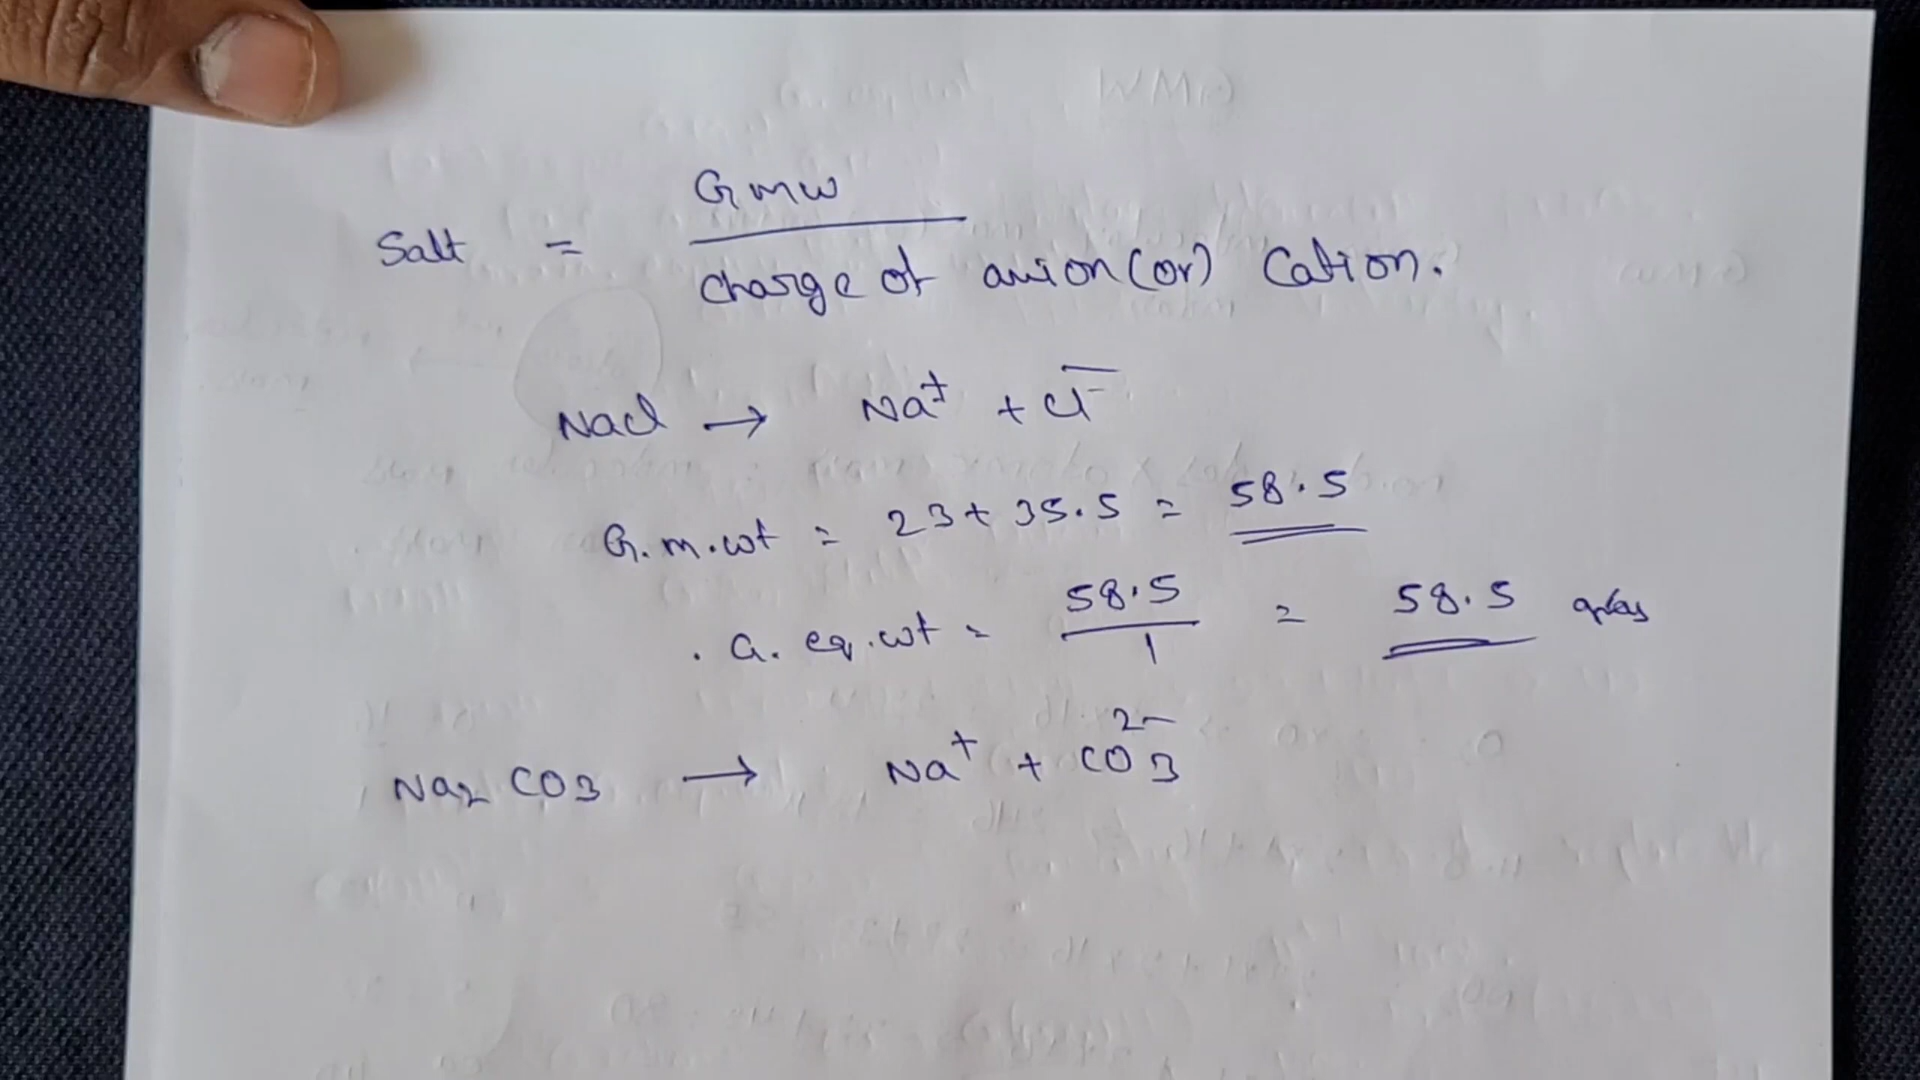 GMW
Salt = charge of anion (or) Cation.
NaCl → Na+ + Cl-
G.m.wt = 23 + 35.5 = 58.5
58.5
. G. eq.wt = 1 = 58.5
Na2 CO3 → Na+ + CO3 2-